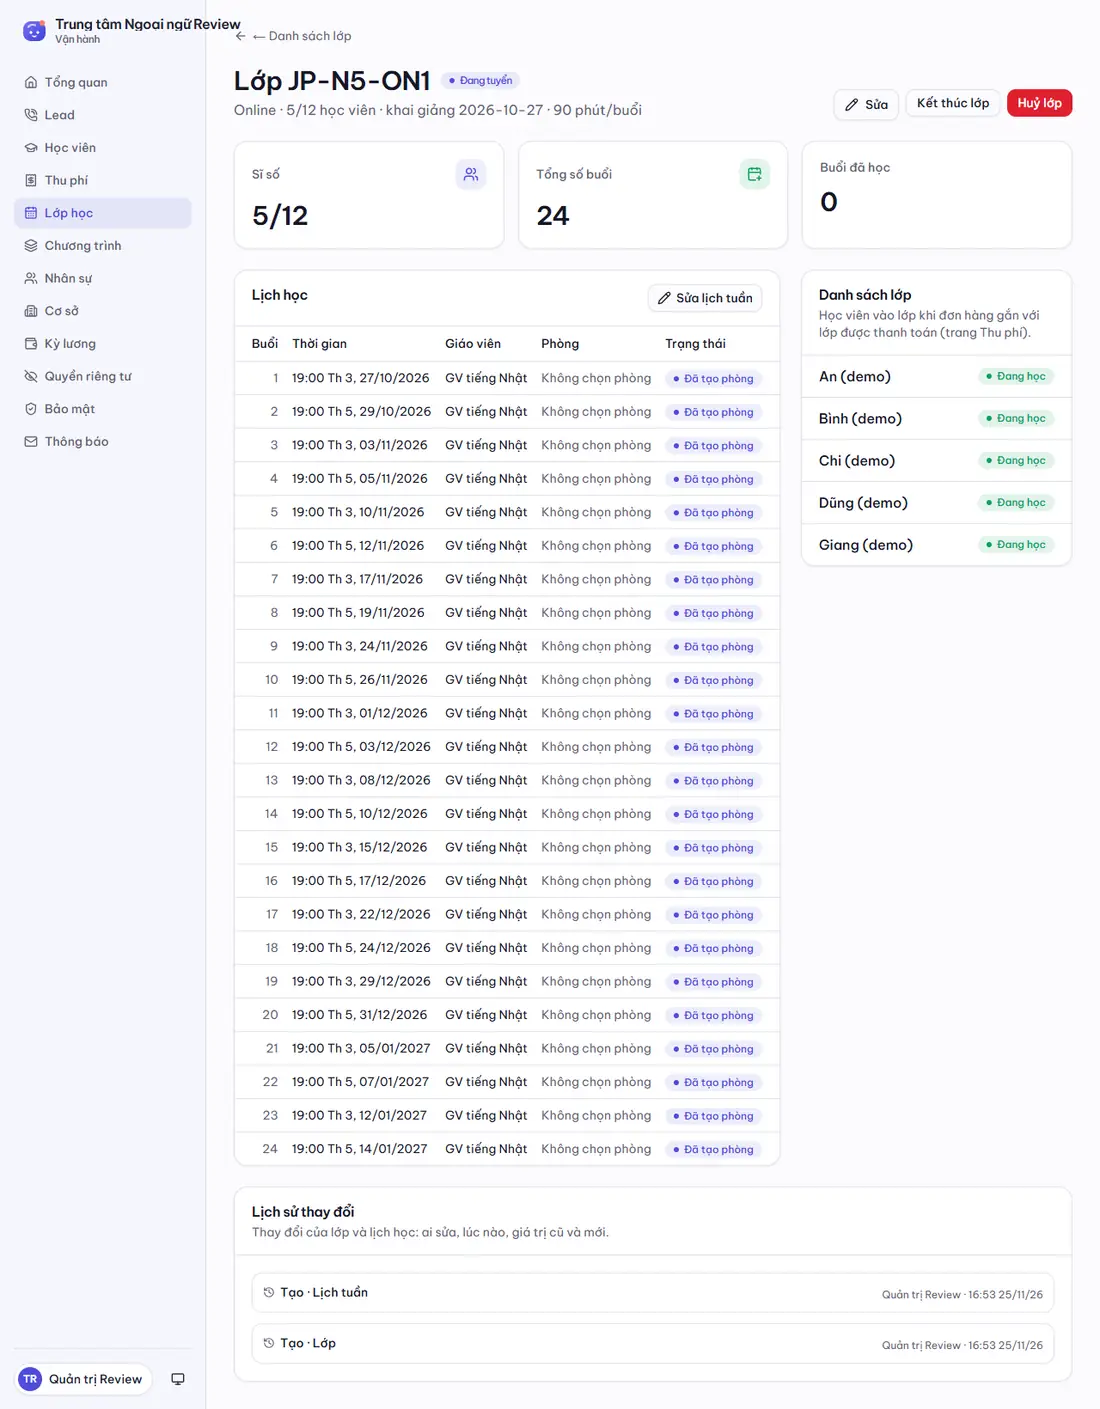 Trung tâm Ngoại ngữ Review
Vận hành
Tổng quan
Lead
Học viên
Thu phí
Lớp học
Chương trình
Nhân sự
Cơ sở
Kỳ lương
Quyền riêng tư
Bảo mật
Thông báo
← ← Danh sách lớp
Lớp JP-N5-ON1 • Đang tuyển
Online · 5/12 học viên · khai giảng 2026-10-27 · 90 phút/buổi
Sửa
Kết thúc lớp
Huỷ lớp
Sĩ số
5/12
Tổng số buổi
24
Buổi đã học
0
Lịch học
Sửa lịch tuần
Buổi Thời gian Giáo viên Phòng Trạng thái
1 19:00 Th 3, 27/10/2026 GV tiếng Nhật Không chọn phòng • Đã tạo phòng
2 19:00 Th 5, 29/10/2026 GV tiếng Nhật Không chọn phòng • Đã tạo phòng
3 19:00 Th 3, 03/11/2026 GV tiếng Nhật Không chọn phòng • Đã tạo phòng
4 19:00 Th 5, 05/11/2026 GV tiếng Nhật Không chọn phòng • Đã tạo phòng
5 19:00 Th 3, 10/11/2026 GV tiếng Nhật Không chọn phòng • Đã tạo phòng
6 19:00 Th 5, 12/11/2026 GV tiếng Nhật Không chọn phòng • Đã tạo phòng
7 19:00 Th 3, 17/11/2026 GV tiếng Nhật Không chọn phòng • Đã tạo phòng
8 19:00 Th 5, 19/11/2026 GV tiếng Nhật Không chọn phòng • Đã tạo phòng
9 19:00 Th 3, 24/11/2026 GV tiếng Nhật Không chọn phòng • Đã tạo phòng
10 19:00 Th 5, 26/11/2026 GV tiếng Nhật Không chọn phòng • Đã tạo phòng
11 19:00 Th 3, 01/12/2026 GV tiếng Nhật Không chọn phòng • Đã tạo phòng
12 19:00 Th 5, 03/12/2026 GV tiếng Nhật Không chọn phòng • Đã tạo phòng
13 19:00 Th 3, 08/12/2026 GV tiếng Nhật Không chọn phòng • Đã tạo phòng
14 19:00 Th 5, 10/12/2026 GV tiếng Nhật Không chọn phòng • Đã tạo phòng
15 19:00 Th 3, 15/12/2026 GV tiếng Nhật Không chọn phòng • Đã tạo phòng
16 19:00 Th 5, 17/12/2026 GV tiếng Nhật Không chọn phòng • Đã tạo phòng
17 19:00 Th 3, 22/12/2026 GV tiếng Nhật Không chọn phòng • Đã tạo phòng
18 19:00 Th 5, 24/12/2026 GV tiếng Nhật Không chọn phòng • Đã tạo phòng
19 19:00 Th 3, 29/12/2026 GV tiếng Nhật Không chọn phòng • Đã tạo phòng
20 19:00 Th 5, 31/12/2026 GV tiếng Nhật Không chọn phòng • Đã tạo phòng
21 19:00 Th 3, 05/01/2027 GV tiếng Nhật Không chọn phòng • Đã tạo phòng
22 19:00 Th 5, 07/01/2027 GV tiếng Nhật Không chọn phòng • Đã tạo phòng
23 19:00 Th 3, 12/01/2027 GV tiếng Nhật Không chọn phòng • Đã tạo phòng
24 19:00 Th 5, 14/01/2027 GV tiếng Nhật Không chọn phòng • Đã tạo phòng
Danh sách lớp
Học viên vào lớp khi đơn hàng gắn với
lớp được thanh toán (trang Thu phí).
An (demo) • Đang học
Bình (demo) • Đang học
Chi (demo) • Đang học
Dũng (demo) • Đang học
Giang (demo) • Đang học
Lịch sử thay đổi
Thay đổi của lớp và lịch học: ai sửa, lúc nào, giá trị cũ và mới.
Tạo · Lịch tuần Quản trị Review · 16:53 25/11/26
Tạo · Lớp Quản trị Review · 16:53 25/11/26
TR Quản trị Review